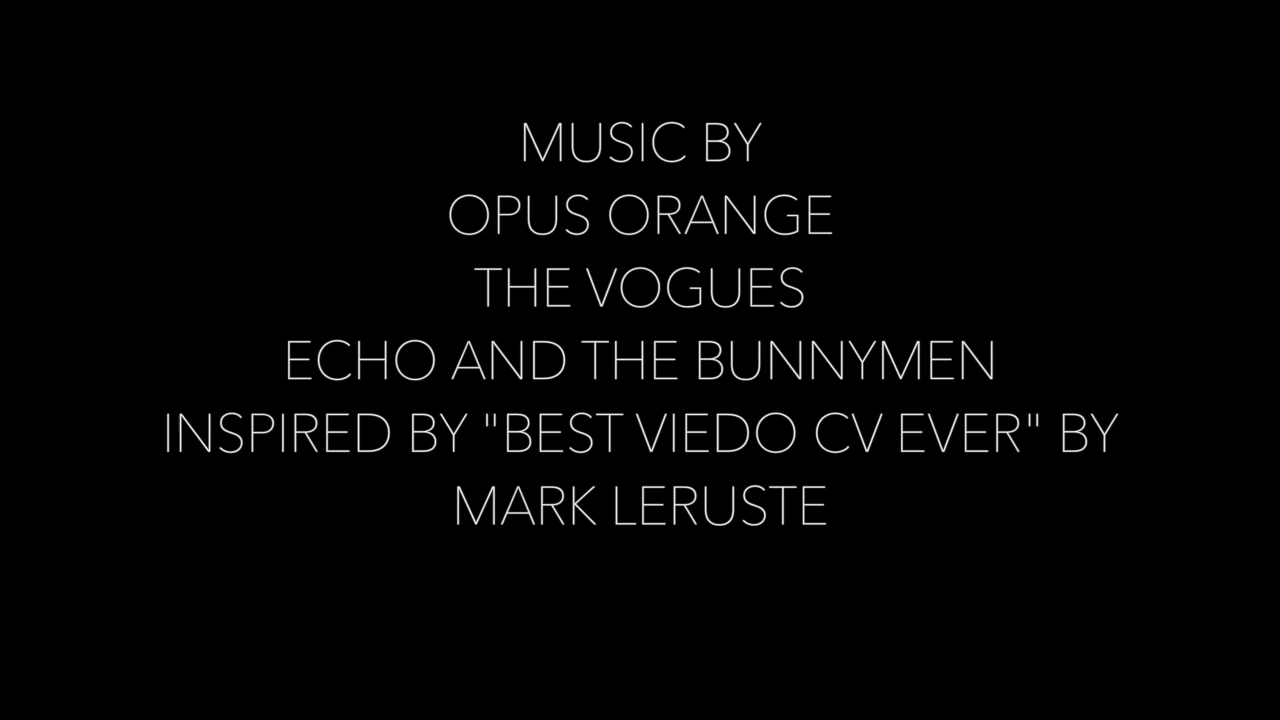 MUSIC BY
OPUS ORANGE
THE VOGUES
ECHO AND THE BUNNYMEN
INSPIRED BY "BEST VIEDO CV EVER" BY
MARK LERUSTE